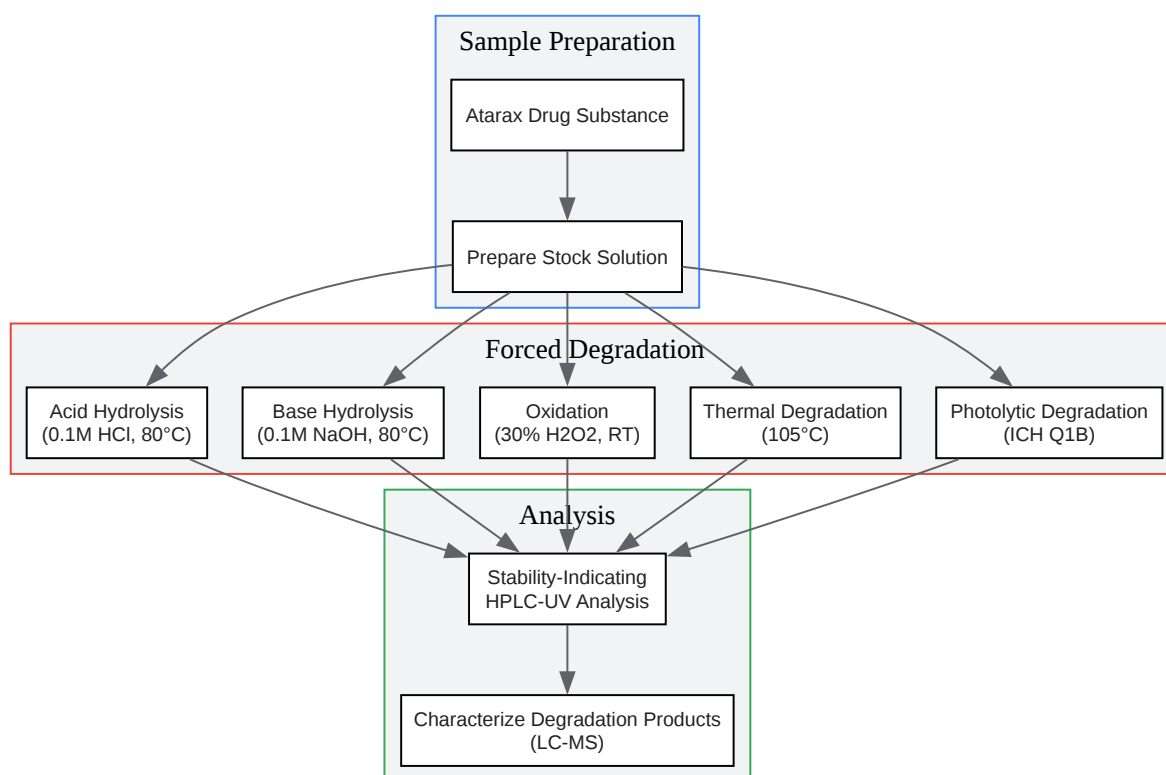 Sample Preparation
Atarax Drug Substance
Prepare Stock Solution
Forced Degradation
Acid Hydrolysis
(0.1M HCl, 80°C)
Base Hydrolysis
(0.1M NaOH, 80°C)
Oxidation
(30% H2O2, RT)
Thermal Degradation
(105°C)
Photolytic Degradation
(ICH Q1B)
Analysis
Stability-Indicating
HPLC-UV Analysis
Characterize Degradation Products
(LC-MS)